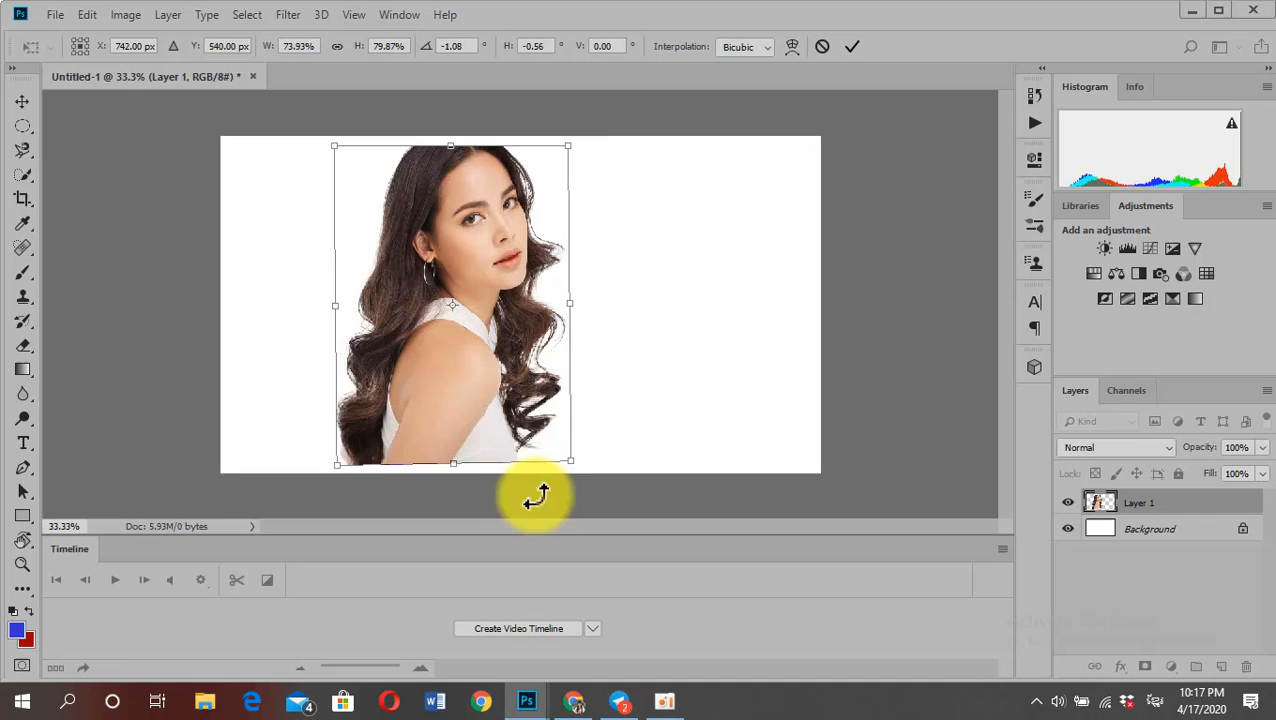 Ps File Edit Image Layer Type Select Filter 3D View Window Help
X: 742.00 px Y: 540.00 px W: 73.93% H: 79.87% -1.08 ° H: -0.56 ° V: 0.00 ° Interpolation: Bicubic
Untitled-1 @ 33.3% (Layer 1, RGB/8#) * ×
Histogram Info
Libraries Adjustments
Add an adjustment
Layers Channels
Kind
Normal Opacity: 100%
Lock: Fill: 100%
Layer 1
Background
33.33% Doc: 5.93M/0 bytes
Timeline
Create Video Timeline
10:17 PM
4/17/2020